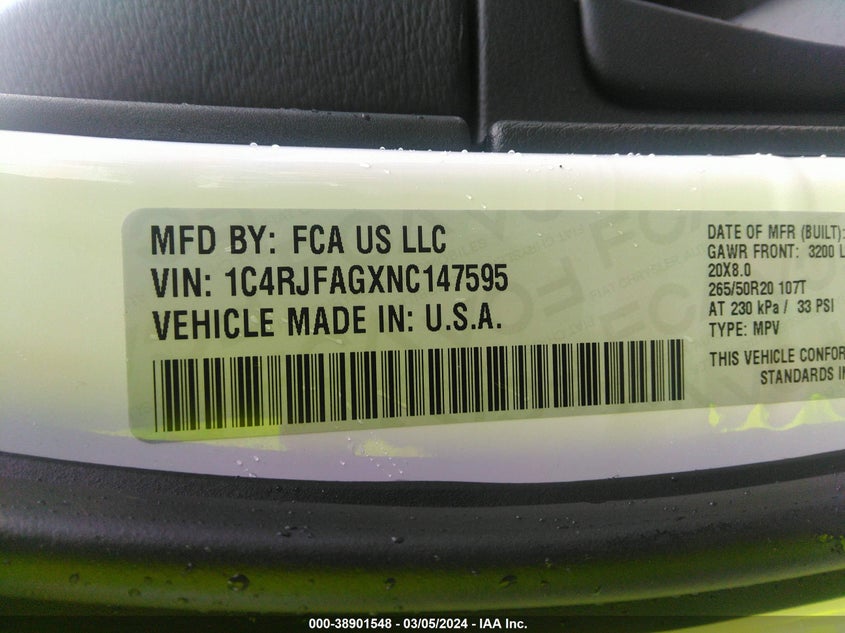 MFD BY: FCA US LLC
VIN: 1C4RJFAGXNC147595
VEHICLE MADE IN: U.S.A.
DATE OF MFR (BUILT):
GAWR FRONT: 3200 L
20X8.0
265/50R20 107T
AT 230 kPa / 33 PSI
TYPE: MPV
THIS VEHICLE CONFOR
STANDARDS IN
000-38901548 - 03/05/2024 - IAA Inc.